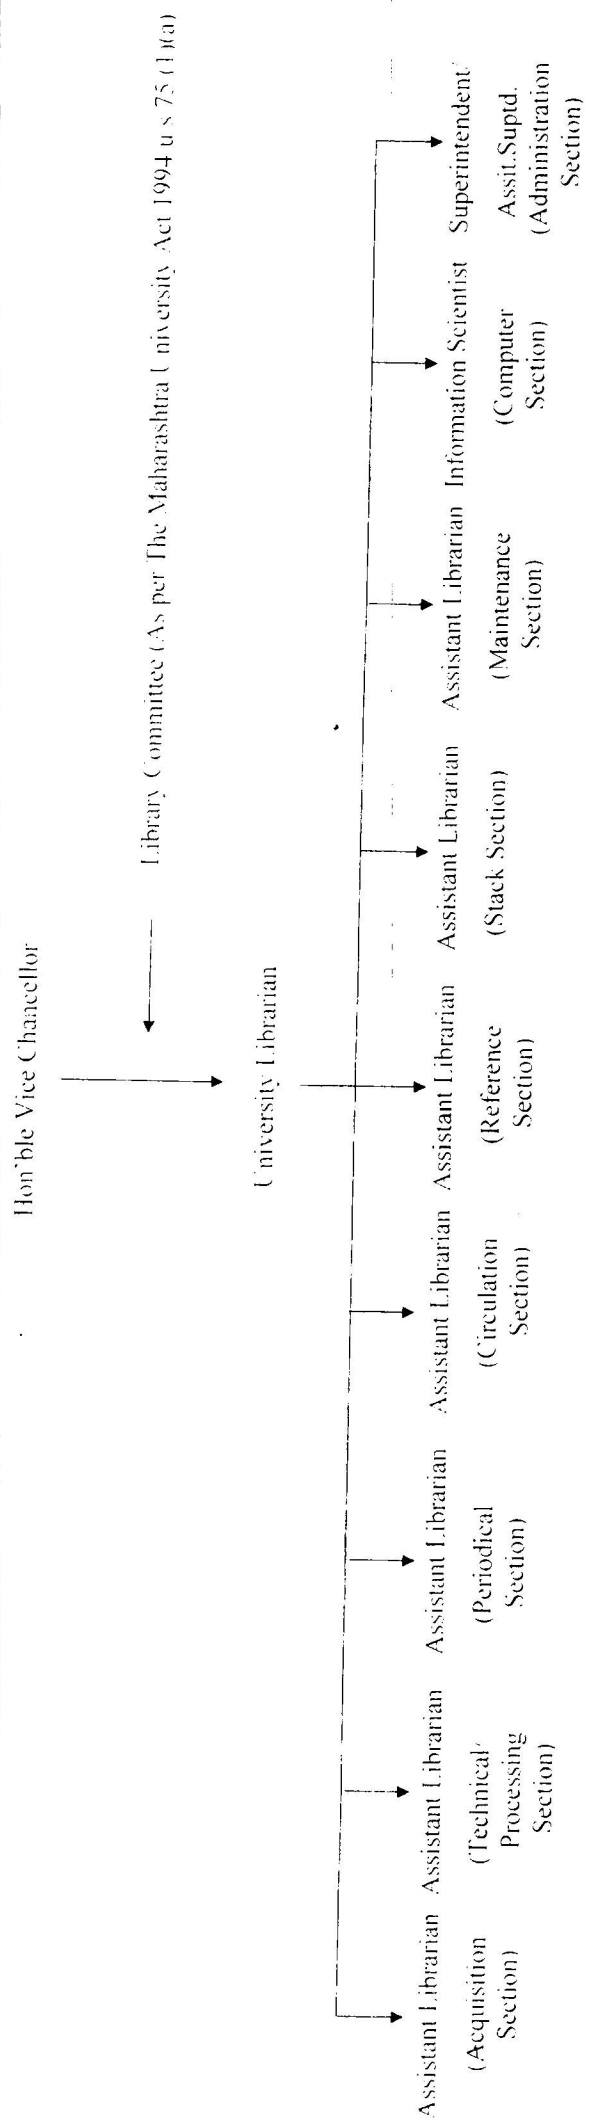 Hon'ble Vice Chancellor
Library Committee (As per The Maharashtra University Act 1994 u s 75 (1)(a)
University Librarian
Assistant Librarian
(Acquisition
Section)
Assistant Librarian
(Technical/
Processing
Section)
Assistant Librarian
(Periodical
Section)
Assistant Librarian
(Circulation
Section)
Assistant Librarian
(Reference
Section)
Assistant Librarian
(Stack Section)
Assistant Librarian
(Maintenance
Section)
Information Scientist
(Computer
Section)
Superintendent/
Assit.Suptd.
(Administration
Section)